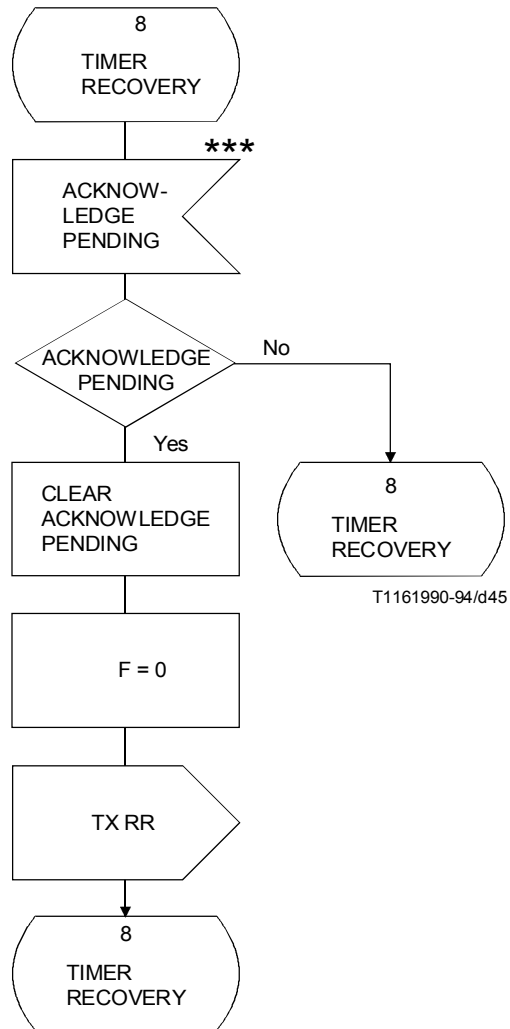 8
TIMER
RECOVERY
***
ACKNOW-
LEDGE
PENDING
ACKNOWLEDGE
PENDING
No
Yes
CLEAR
ACKNOWLEDGE
PENDING
8
TIMER
RECOVERY
T1161990-94/d45
F = 0
TX RR
8
TIMER
RECOVERY